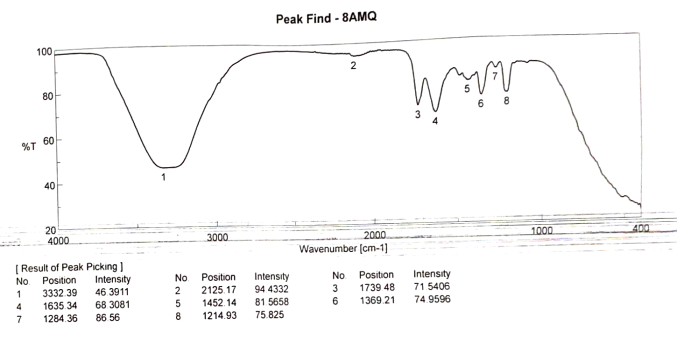 Peak Find - 8AMQ
100
80
%T 60
40
20
4000 3000 2000 1000 400
Wavenumber [cm-1]
1 2 3 4 5 6 7 8
[ Result of Peak Picking ]
No. Position Intensity No. Position Intensity No. Position Intensity
1 3332.39 46.3911 2 2125.17 94.4332 3 1739.48 71.5406
4 1635.34 68.3081 5 1452.14 81.5658 6 1369.21 74.9596
7 1284.36 86.56 8 1214.93 75.825